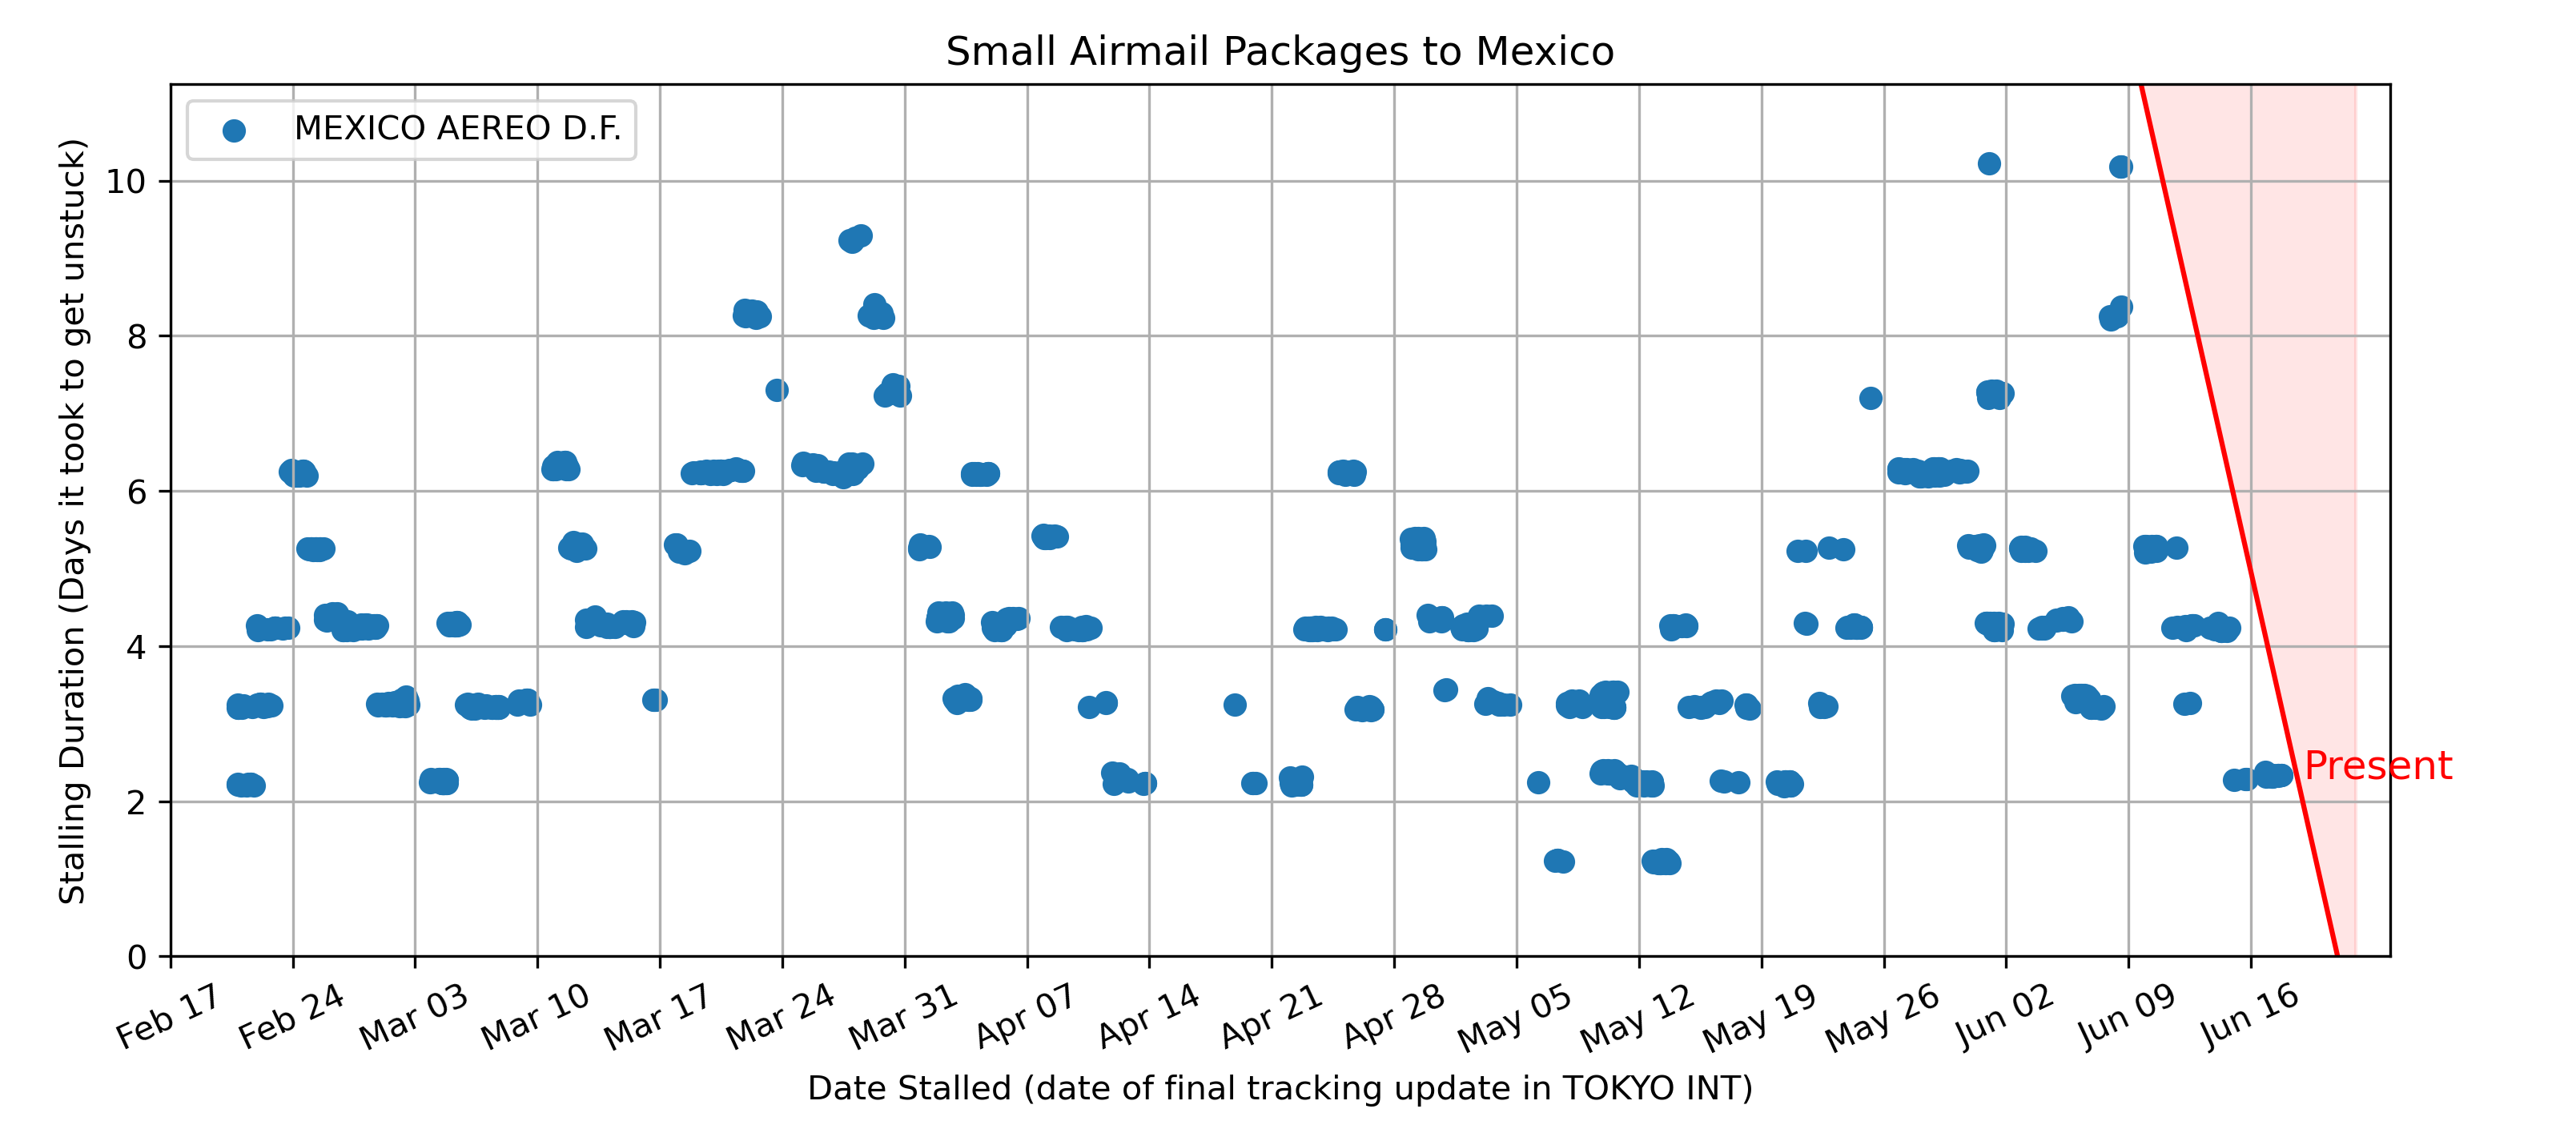 Small Airmail Packages to Mexico
MEXICO AEREO D.F.
Stalling Duration (Days it took to get unstuck)
10
8
6
4
2
0
Present
Feb 17
Feb 24
Mar 03
Mar 10
Mar 17
Mar 24
Mar 31
Apr 07
Apr 14
Apr 21
Apr 28
May 05
May 12
May 19
May 26
Jun 02
Jun 09
Jun 16
Date Stalled (date of final tracking update in TOKYO INT)